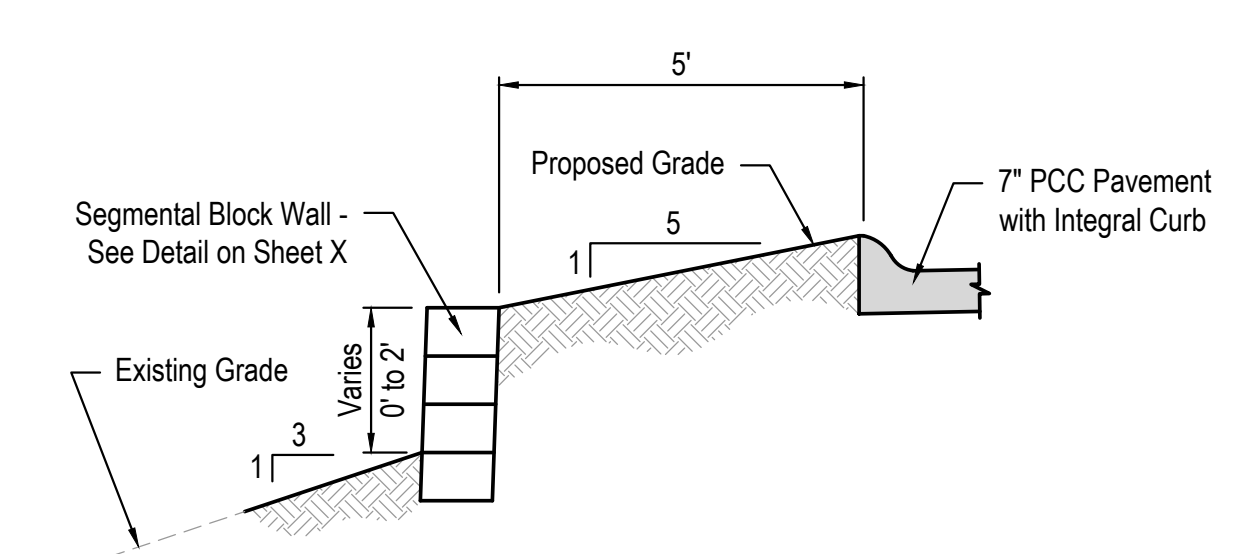 5'
Proposed Grade
7" PCC Pavement
with Integral Curb
Segmental Block Wall -
See Detail on Sheet X
5
1
Varies
0' to 2'
Existing Grade
3
1